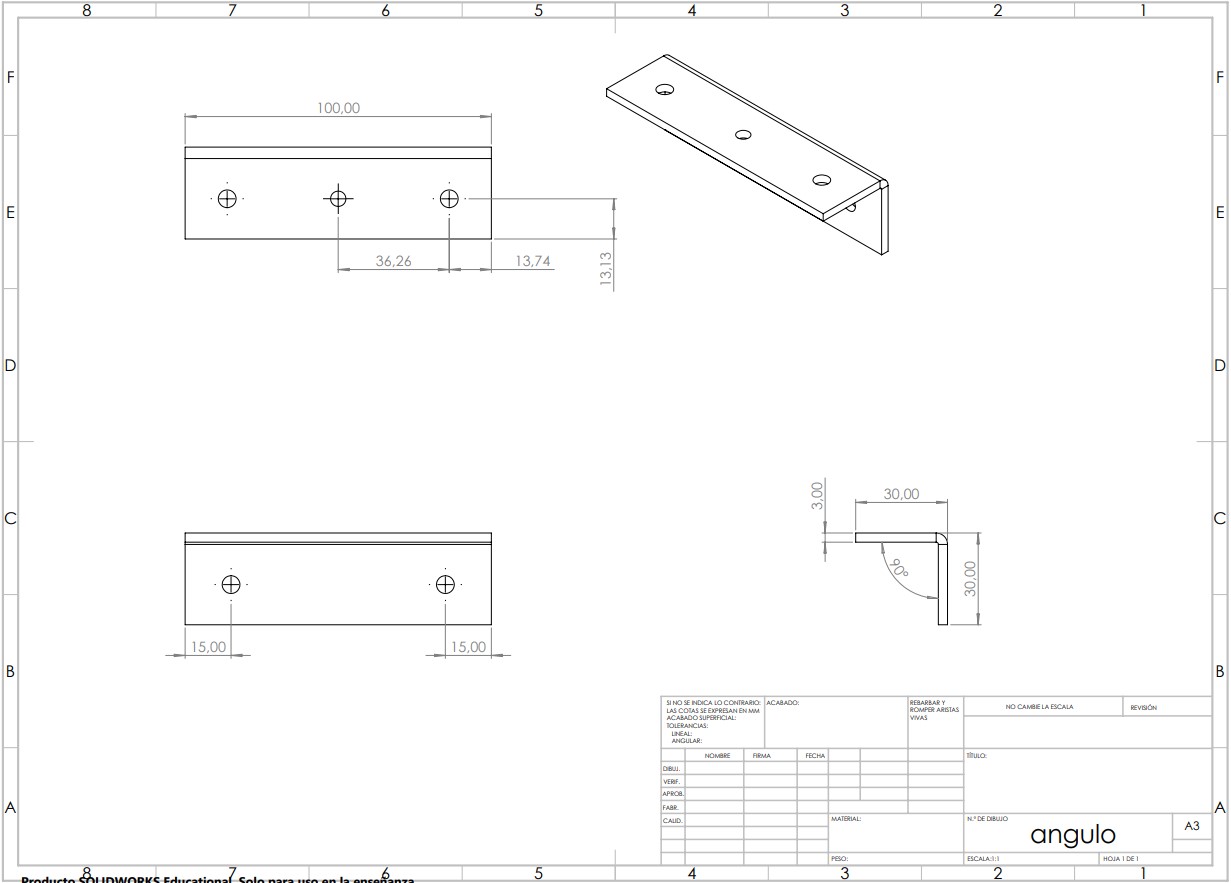 8 7 6 5 4 3 2 1
F F
100,00
E E
36,26 13,74
13,13
D D
C C
3,00
30,00
90°
30,00
15,00 15,00
B B
SI NO SE INDICA LO CONTRARIO:
LAS COTAS SE EXPRESAN EN MM
ACABADO SUPERFICIAL:
TOLERANCIAS:
LINEAL:
ANGULAR:
ACABADO:
REBARBAR Y
ROMPER ARISTAS
VIVAS
NO CAMBIE LA ESCALA
REVISIÓN
NOMBRE FIRMA FECHA
TÍTULO:
DIBUJ.
VERIF.
APROB.
FABR.
CALID.
A A
MATERIAL:
N.º DE DIBUJO
angulo
A3
PESO:
ESCALA:1:1
HOJA 1 DE 1
8 7 6 5 4 3 2 1
Producto SOLIDWORKS Educational. Solo para uso en la enseñanza.